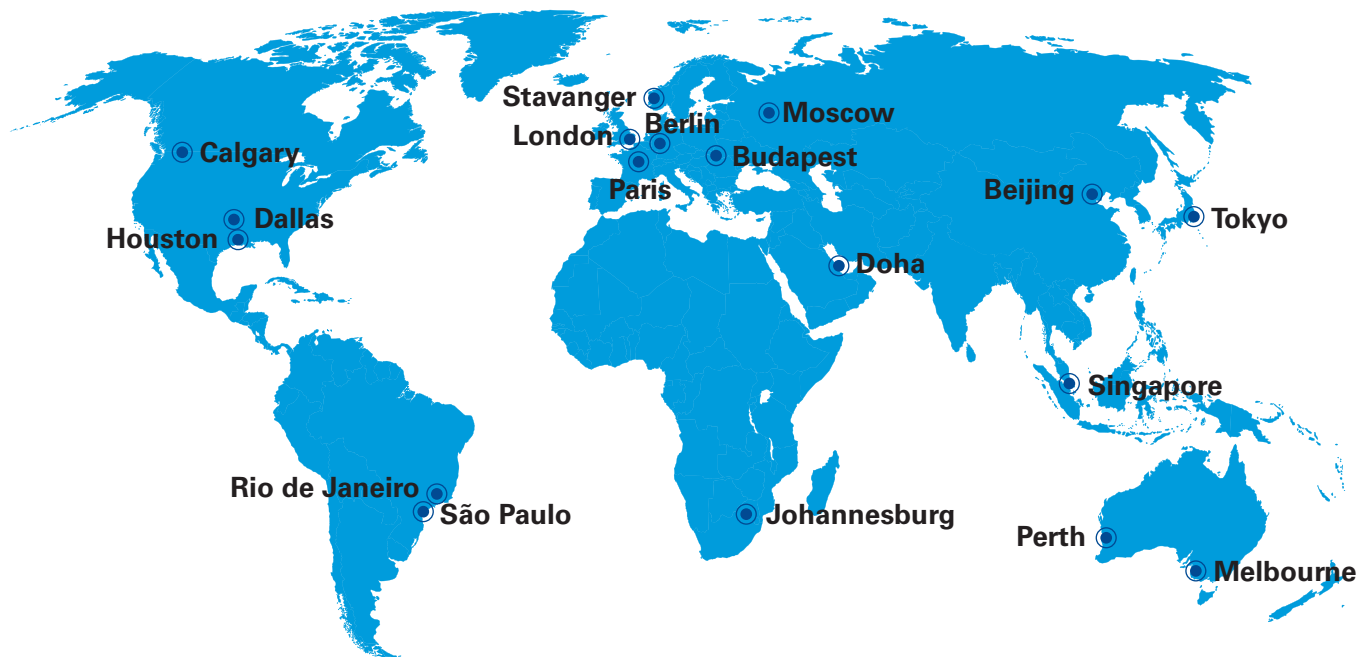 Stavanger
Moscow
London
Berlin
Calgary
Budapest
Paris
Beijing
Dallas
Tokyo
Houston
Doha
Singapore
Rio de Janeiro
São Paulo
Johannesburg
Perth
Melbourne